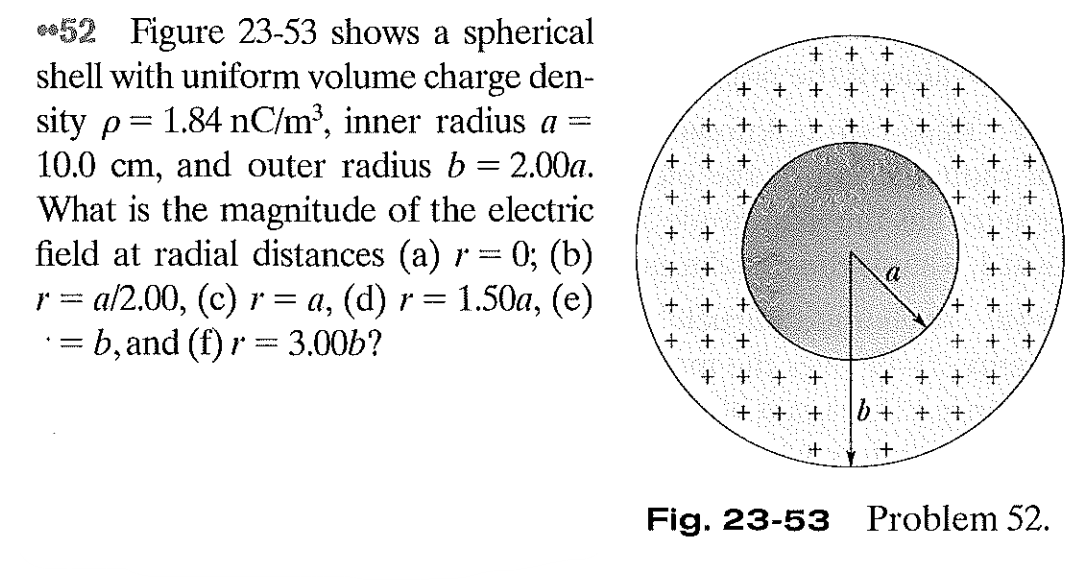 ••52 Figure 23-53 shows a spherical
shell with uniform volume charge den-
sity ρ = 1.84 nC/m³, inner radius a =
10.0 cm, and outer radius b = 2.00a.
What is the magnitude of the electric
field at radial distances (a) r = 0; (b)
r = a/2.00, (c) r = a, (d) r = 1.50a, (e)
= b, and (f) r = 3.00b?
a
b
Fig. 23-53 Problem 52.